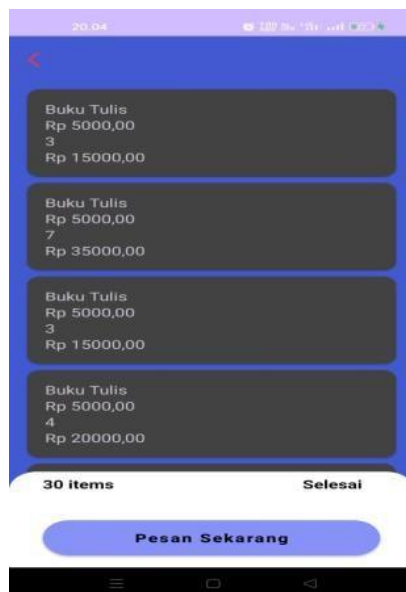 20.04
Buku Tulis
Rp 5000,00
3
Rp 15000,00
Buku Tulis
Rp 5000,00
7
Rp 35000,00
Buku Tulis
Rp 5000,00
3
Rp 15000,00
Buku Tulis
Rp 5000,00
4
Rp 20000,00
30 items Selesai
Pesan Sekarang